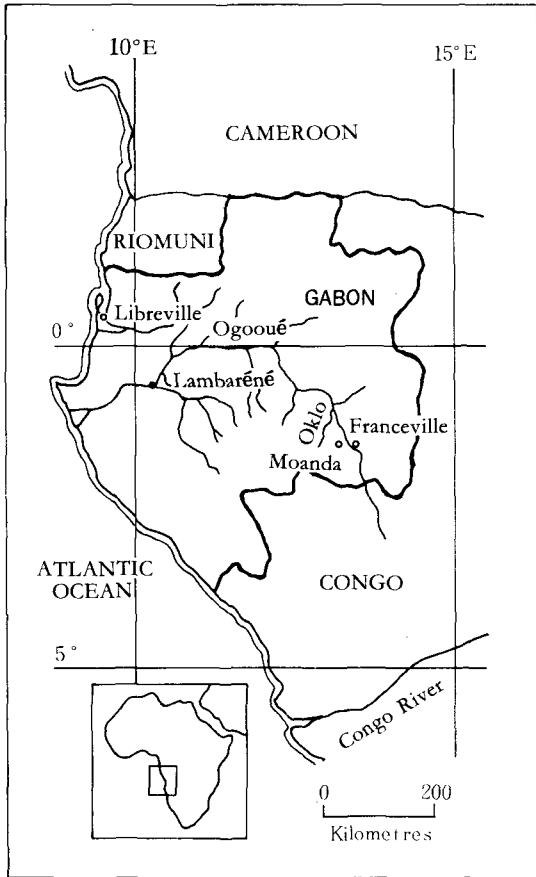 10°E
15°E
CAMEROON
RIOMUNI
GABON
Libreville
Ogooué
0°
Lambaréné
Oklo
Franceville
Moanda
ATLANTIC
OCEAN
CONGO
5°
Congo River
0 200
Kilometres